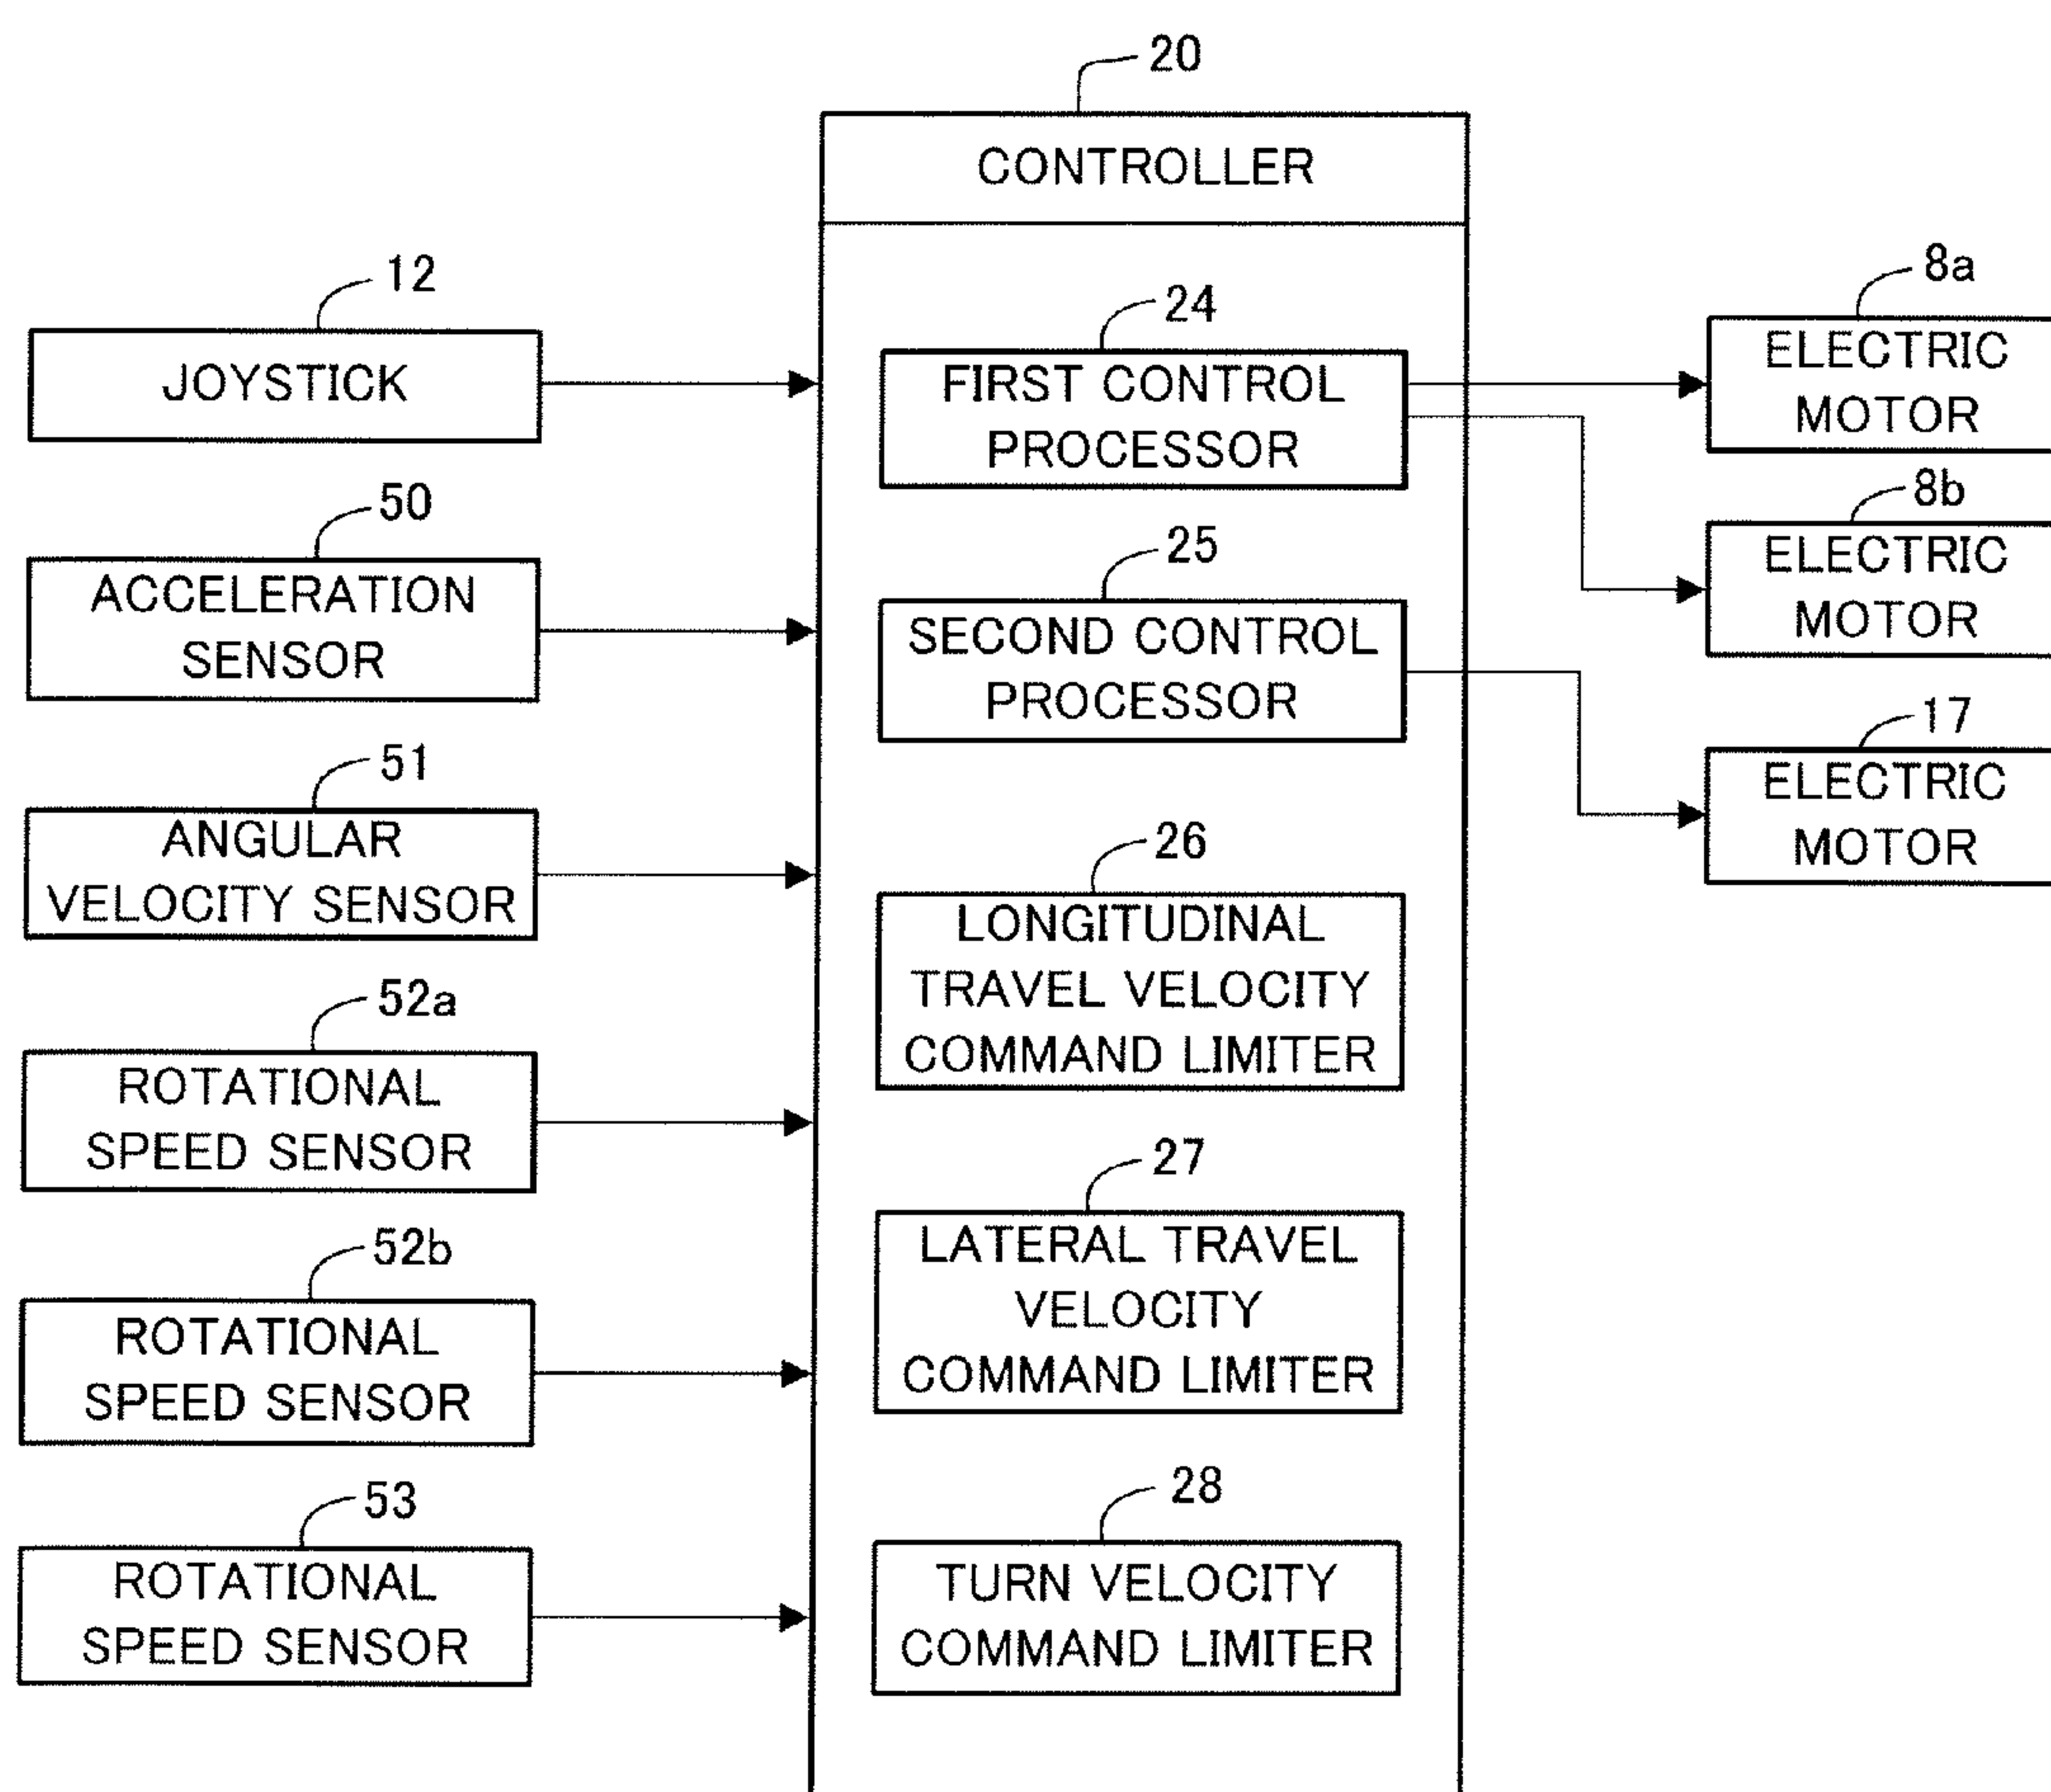 20
CONTROLLER
12
JOYSTICK
50
ACCELERATION
SENSOR
51
ANGULAR
VELOCITY SENSOR
52a
ROTATIONAL
SPEED SENSOR
52b
ROTATIONAL
SPEED SENSOR
53
ROTATIONAL
SPEED SENSOR
24
FIRST CONTROL
PROCESSOR
25
SECOND CONTROL
PROCESSOR
26
LONGITUDINAL
TRAVEL VELOCITY
COMMAND LIMITER
27
LATERAL TRAVEL
VELOCITY
COMMAND LIMITER
28
TURN VELOCITY
COMMAND LIMITER
8a
ELECTRIC
MOTOR
8b
ELECTRIC
MOTOR
17
ELECTRIC
MOTOR